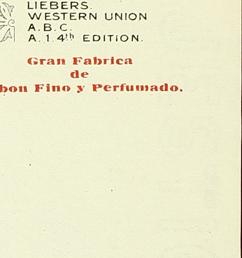 LIEBERS.
WESTERN UNION
A.B.C.
A.1.4th EDITION.
Gran Fabrica
de
bon Fino y Perfumado.